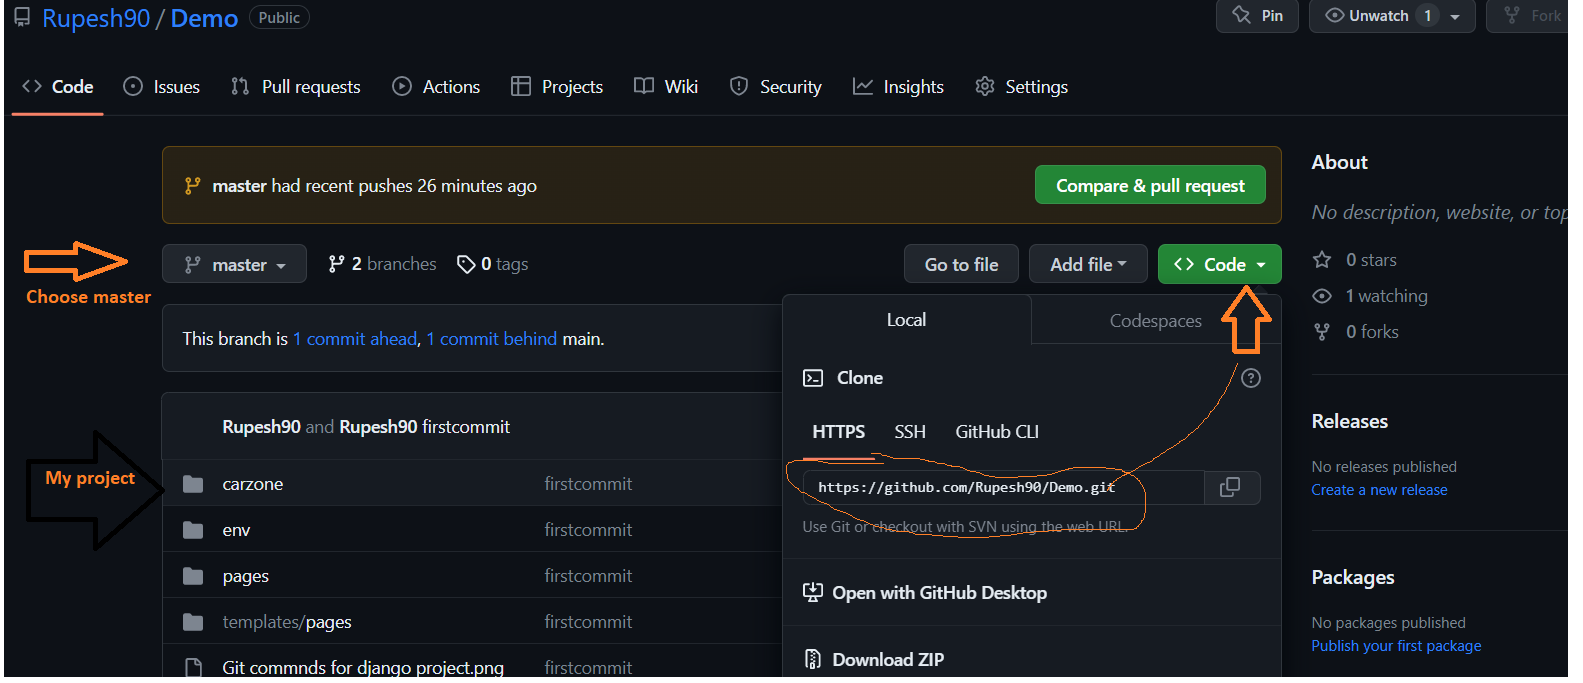 Rupesh90 / Demo Public
Pin Unwatch 1 Fork
Code Issues Pull requests Actions Projects Wiki Security Insights Settings
master had recent pushes 26 minutes ago
Compare & pull request
About
No description, website, or top
master 2 branches 0 tags
Go to file Add file Code
Choose master
0 stars
1 watching
0 forks
Local Codespaces
This branch is 1 commit ahead, 1 commit behind main.
Clone
HTTPS SSH GitHub CLI
https://github.com/Rupesh90/Demo.git
Use Git or checkout with SVN using the web URL.
Open with GitHub Desktop
Download ZIP
Rupesh90 and Rupesh90 firstcommit
My project
carzone firstcommit
env firstcommit
pages firstcommit
templates/pages firstcommit
Git commnds for django project.png firstcommit
Releases
No releases published
Create a new release
Packages
No packages published
Publish your first package